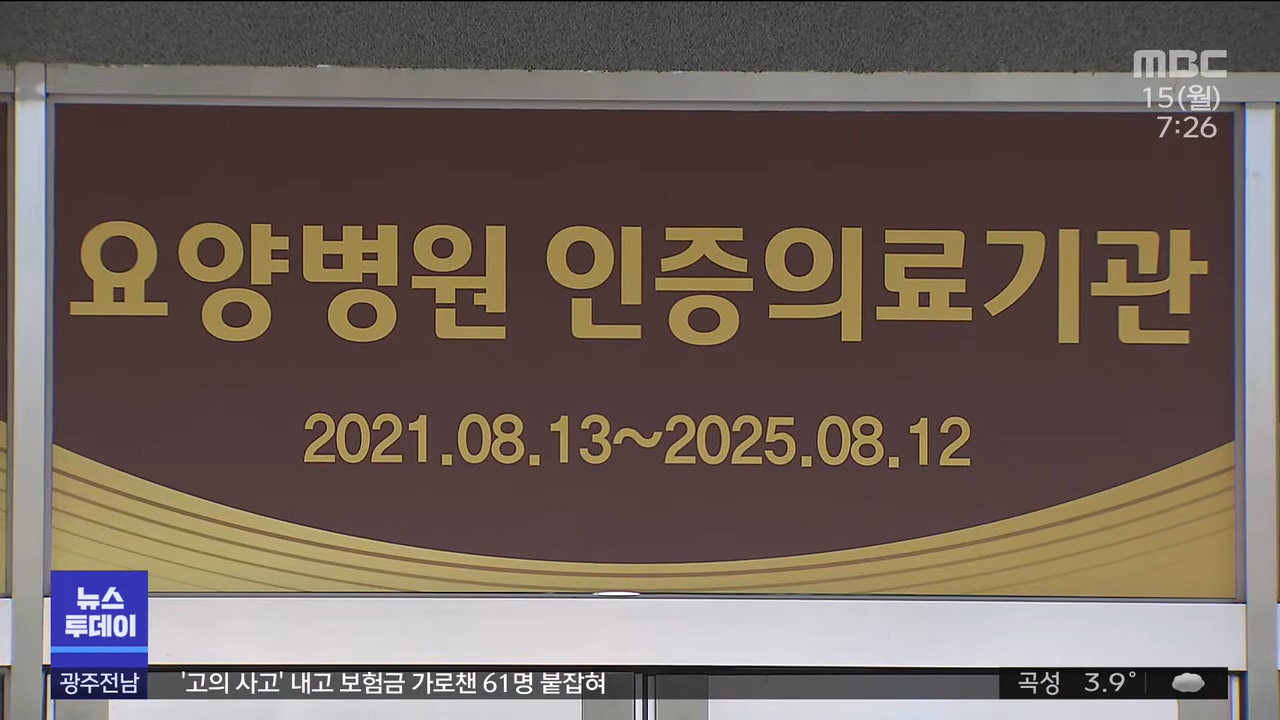 MBC
15(월)
7:26
요양병원 인증의료기관
2021.08.13~2025.08.12
뉴스
투데이
광주전남 '고의 사고' 내고 보험금 가로챈 61명 붙잡혀 곡성 3.9°